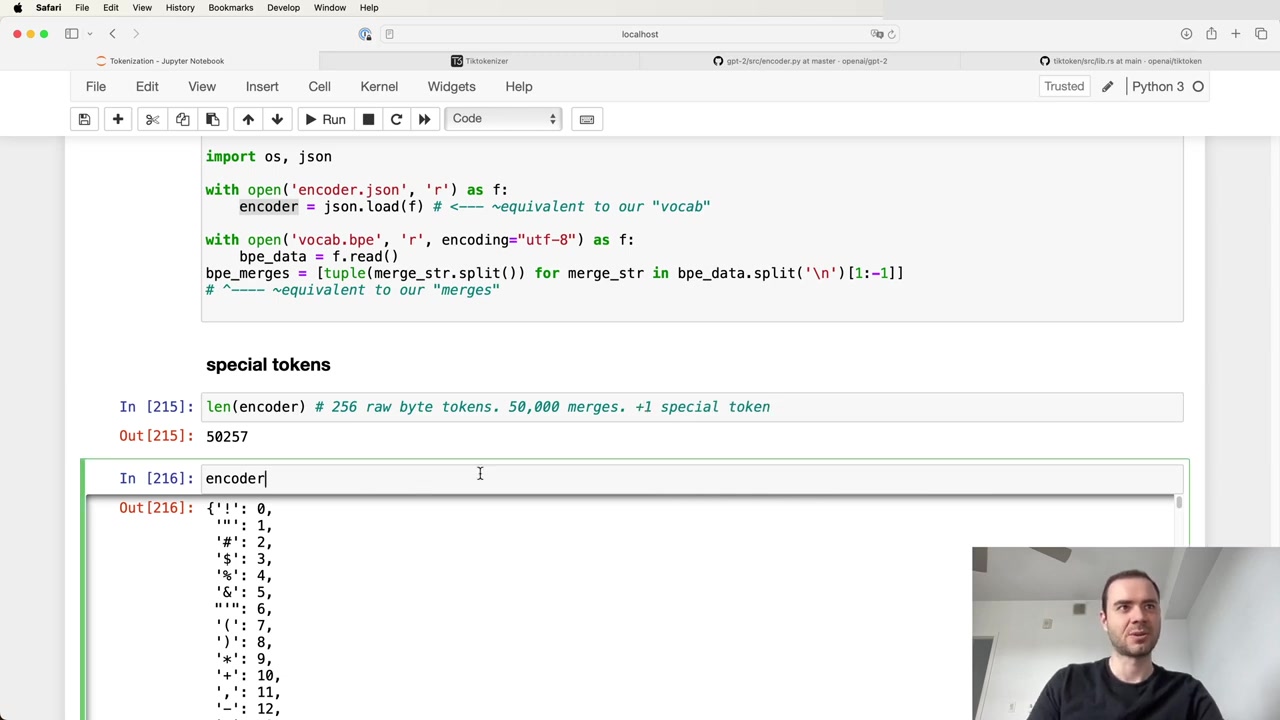 Safari File Edit View History Bookmarks Develop Window Help
localhost
Tokenization - Jupyter Notebook
T3 Tiktokenizer
gpt-2/src/encoder.py at master · openai/gpt-2
tiktoken/src/lib.rs at main · openai/tiktoken
File Edit View Insert Cell Kernel Widgets Help
Trusted
Python 3
Run
Code
import os, json
with open('encoder.json', 'r') as f:
encoder = json.load(f) # <--- ~equivalent to our "vocab"
with open('vocab.bpe', 'r', encoding="utf-8") as f:
bpe_data = f.read()
bpe_merges = [tuple(merge_str.split()) for merge_str in bpe_data.split('\n')[1:-1]]
# ^---- ~equivalent to our "merges"
special tokens
In [215]: len(encoder) # 256 raw byte tokens. 50,000 merges. +1 special token
Out[215]: 50257
In [216]: encoder
Out[216]: {'!': 0,
'"': 1,
'#': 2,
'$': 3,
'%': 4,
'&': 5,
"'": 6,
'(': 7,
')': 8,
'*': 9,
'+': 10,
',': 11,
'-': 12,